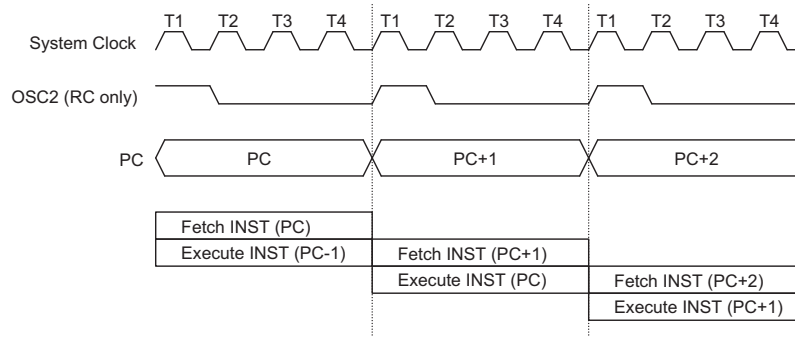 T1 T2 T3 T4 T1 T2 T3 T4 T1 T2 T3 T4
System Clock
OSC2 (RC only)
PC PC PC+1 PC+2
Fetch INST (PC)
Execute INST (PC-1) Fetch INST (PC+1)
Execute INST (PC) Fetch INST (PC+2)
Execute INST (PC+1)